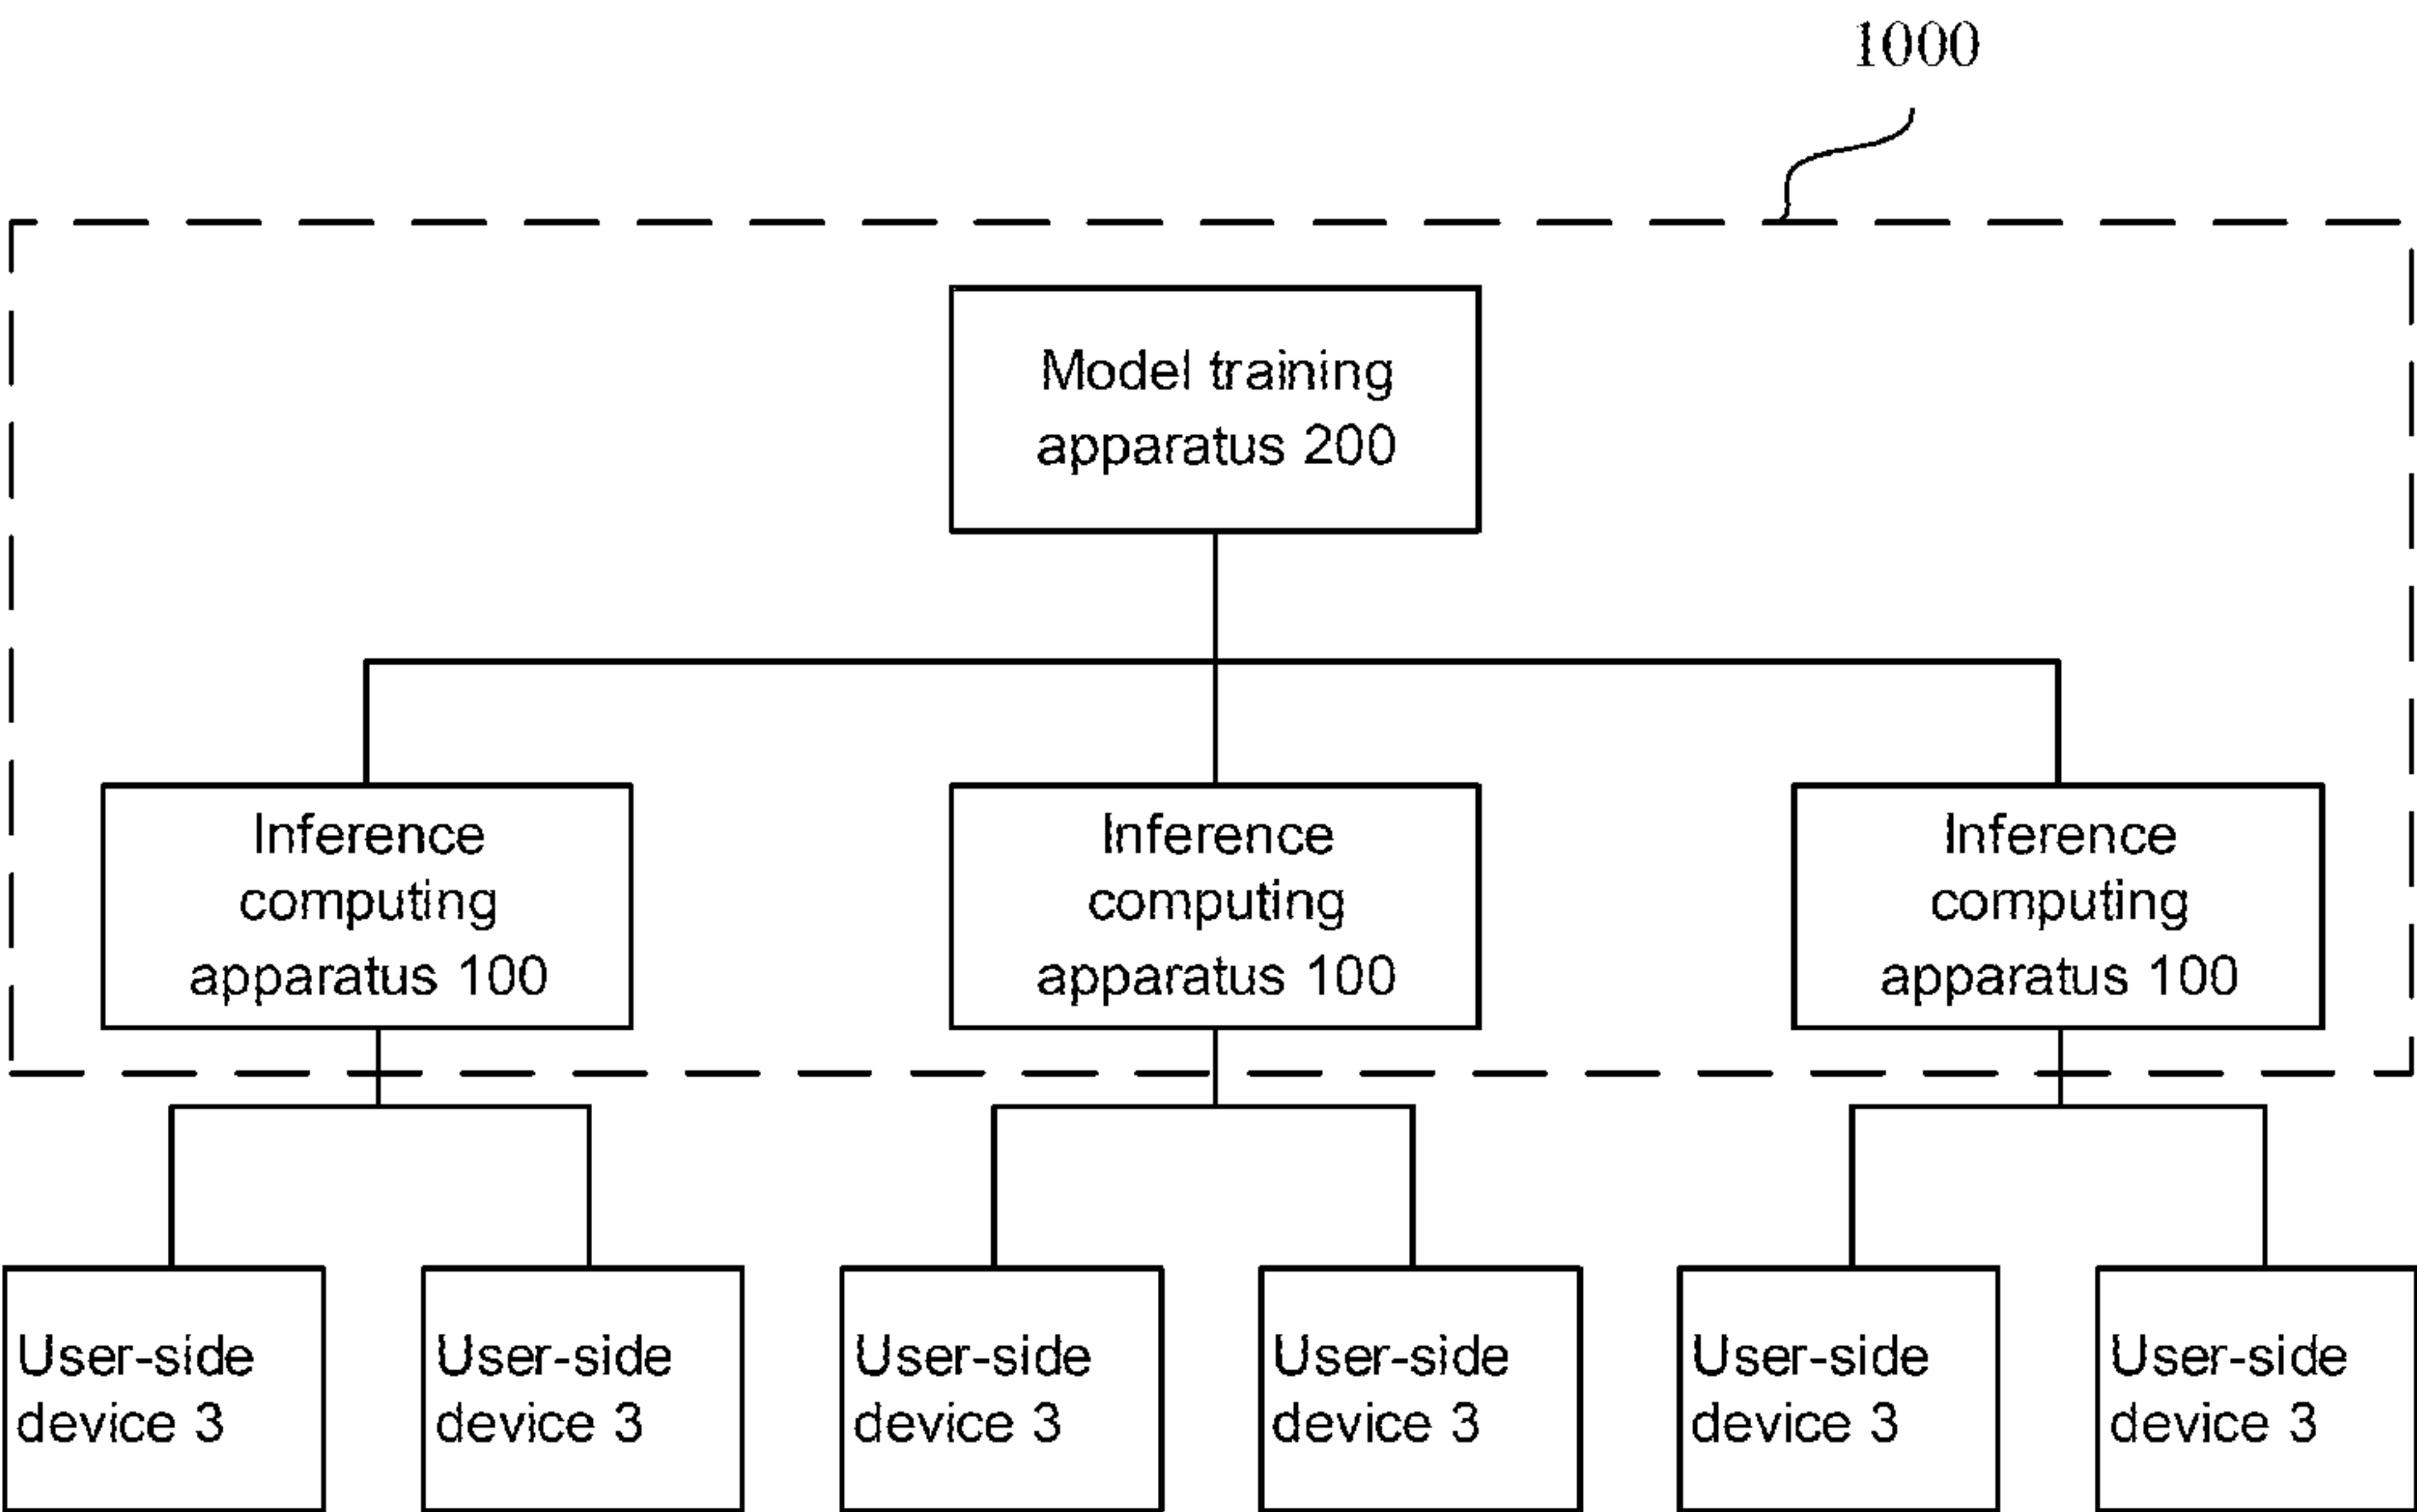 1000
Model training
apparatus 200
Inference
computing
apparatus 100
Inference
computing
apparatus 100
Inference
computing
apparatus 100
User-side
device 3
User-side
device 3
User-side
device 3
User-side
device 3
User-side
device 3
User-side
device 3